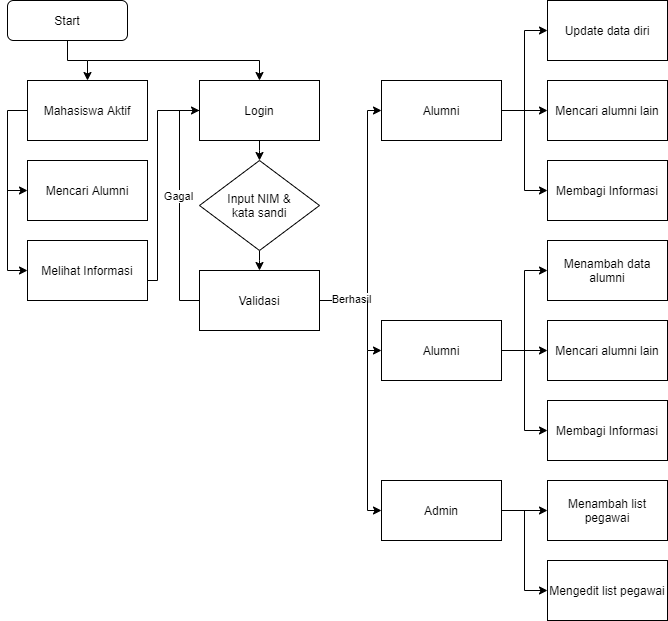 Start
Mahasiswa Aktif
Mencari Alumni
Melihat Informasi
Login
Input NIM &
kata sandi
Gagal
Validasi
Berhasil
Alumni
Update data diri
Mencari alumni lain
Membagi Informasi
Alumni
Menambah data
alumni
Mencari alumni lain
Membagi Informasi
Admin
Menambah list
pegawai
Mengedit list pegawai